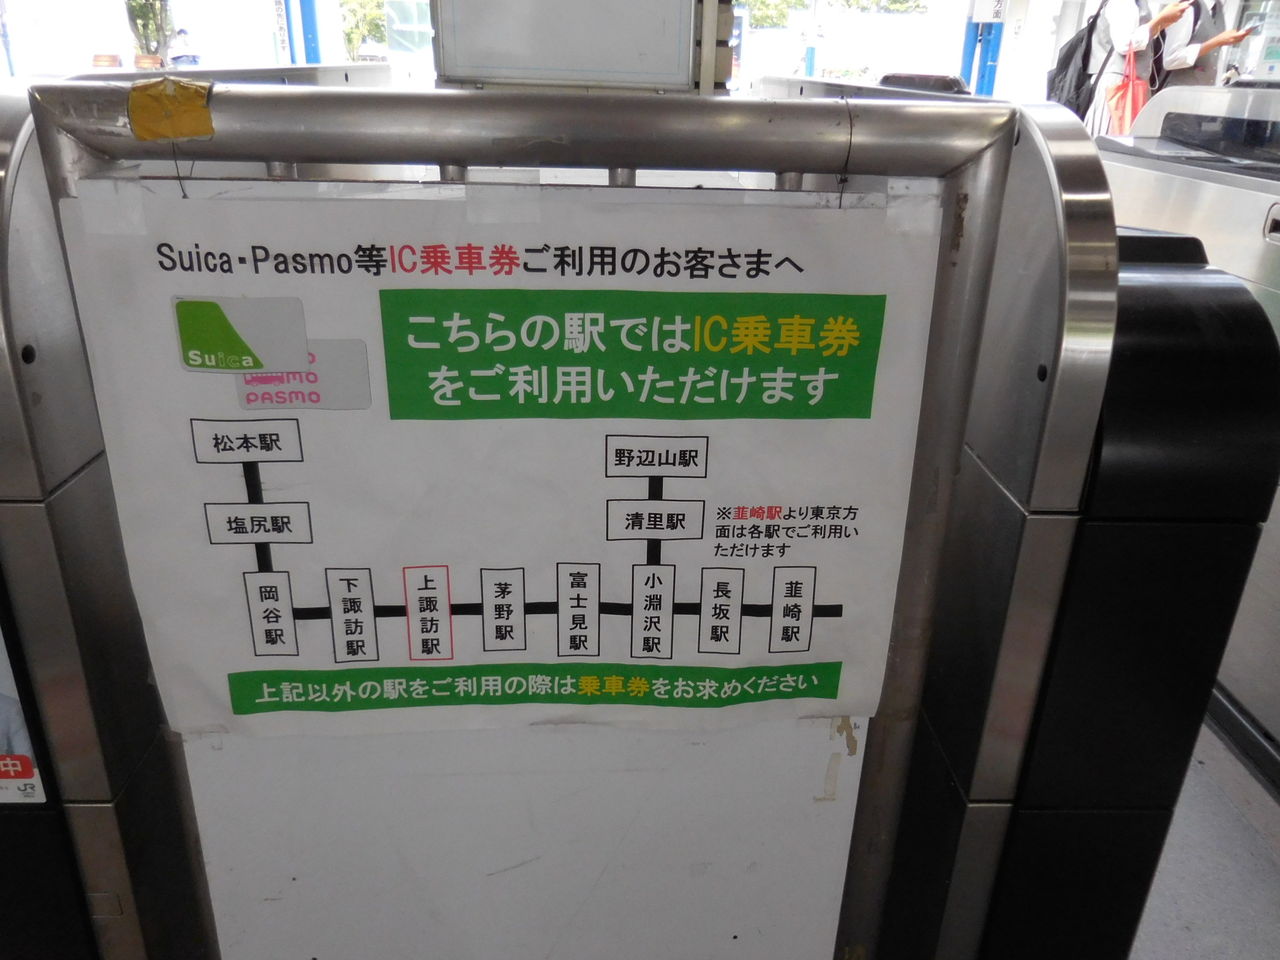 Suica・Pasmo等IC乗車券ご利用のお客さまへ
こちらの駅ではIC乗車券
をご利用いただけます
Suica
PASMO
松本駅
野辺山駅
塩尻駅
清里駅
※韮崎駅より東京方
面は各駅でご利用い
ただけます
岡谷駅
下諏訪駅
上諏訪駅
茅野駅
富士見駅
小淵沢駅
長坂駅
韮崎駅
上記以外の駅をご利用の際は乗車券をお求めください
中
JR
方面